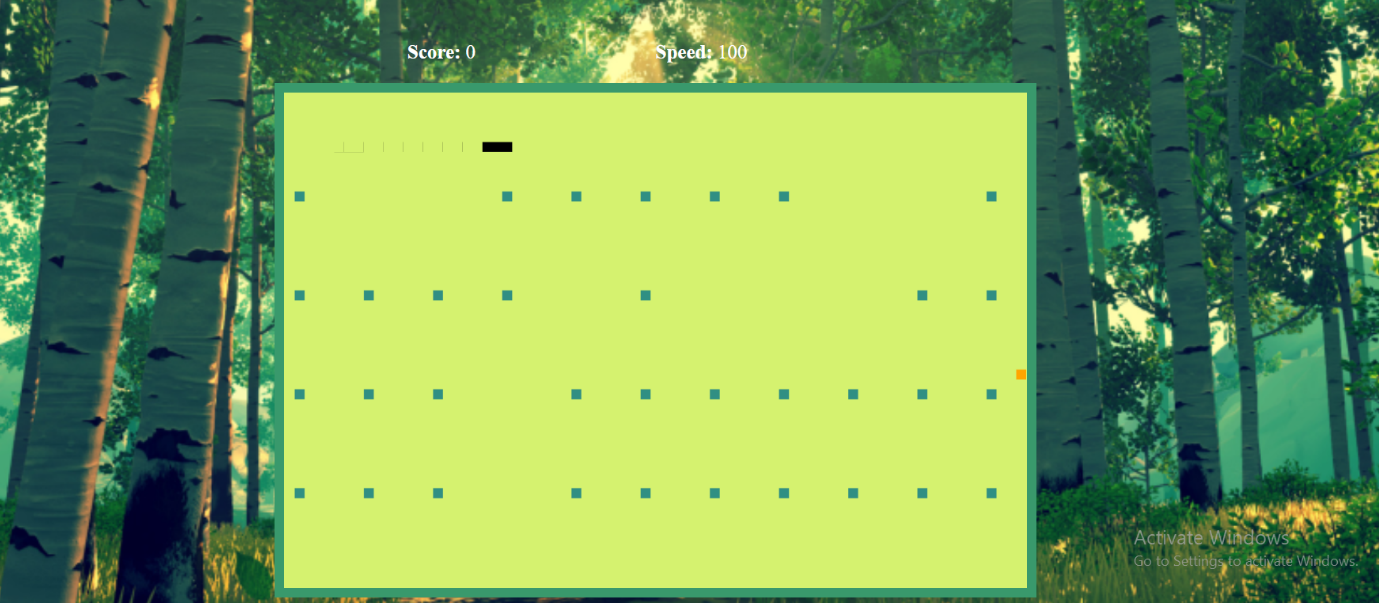 Score: 0
Speed: 100
Activate Windows
Go to Settings to activate Windows.